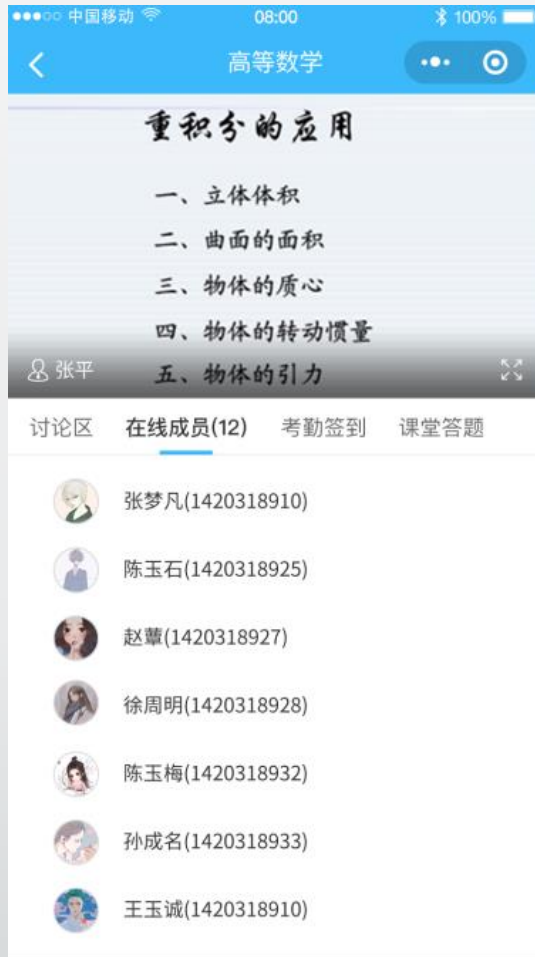 中国移动 08:00 100%
高等数学
重积分的应用
一、立体体积
二、曲面的面积
三、物体的质心
四、物体的转动惯量
张平
五、物体的引力
讨论区 在线成员(12) 考勤签到 课堂答题
张梦凡(1420318910)
陈玉石(1420318925)
赵蕈(1420318927)
徐周明(1420318928)
陈玉梅(1420318932)
孙成名(1420318933)
王玉诚(1420318910)